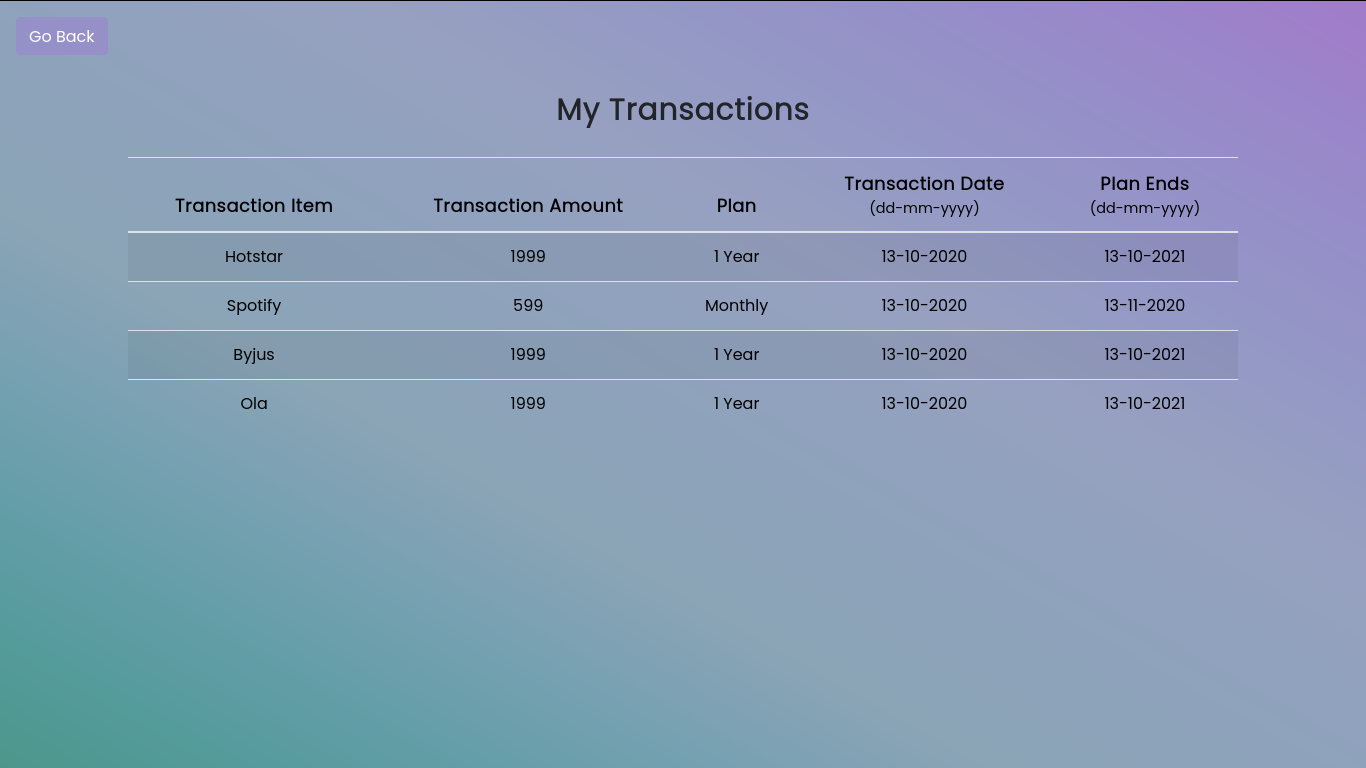 Go Back
My Transactions
Transaction Item Transaction Amount Plan Transaction Date (dd-mm-yyyy) Plan Ends (dd-mm-yyyy)
Hotstar 1999 1 Year 13-10-2020 13-10-2021
Spotify 599 Monthly 13-10-2020 13-11-2020
Byjus 1999 1 Year 13-10-2020 13-10-2021
Ola 1999 1 Year 13-10-2020 13-10-2021